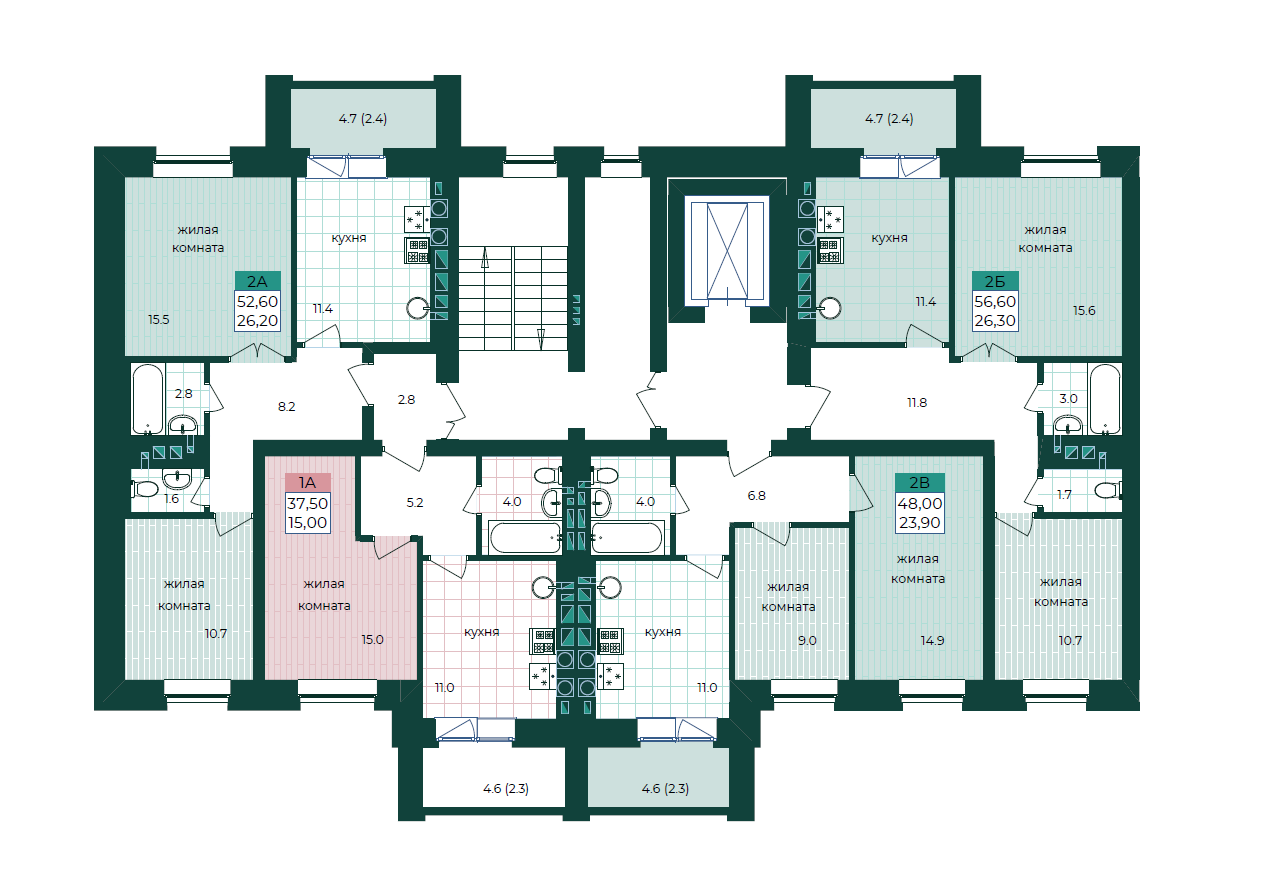 4.7 (2.4)
4.7 (2.4)
жилая
комната
2А
52,60
26,20
15.5
кухня
11.4
кухня
11.4
жилая
комната
2Б
56,60
26,30
15.6
2.8
8.2
2.8
11.8
3.0
1.6
1А
37,50
15,00
5.2
4.0
4.0
6.8
2В
48,00
23,90
1.7
жилая
комната
10.7
жилая
комната
15.0
кухня
11.0
кухня
11.0
жилая
комната
9.0
жилая
комната
14.9
жилая
комната
10.7
4.6 (2.3)
4.6 (2.3)